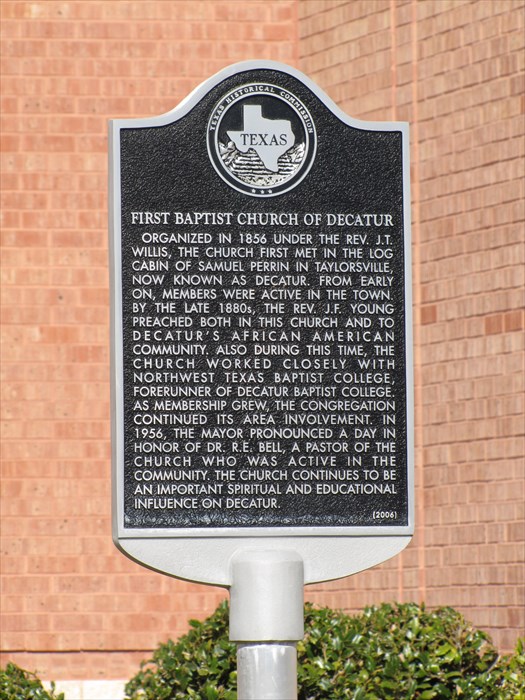 TEXAS HISTORICAL COMMISSION
TEXAS
FIRST BAPTIST CHURCH OF DECATUR
ORGANIZED IN 1856 UNDER THE REV. J.T.
WILLIS, THE CHURCH FIRST MET IN THE LOG
CABIN OF SAMUEL PERRIN IN TAYLORSVILLE,
NOW KNOWN AS DECATUR. FROM EARLY
ON, MEMBERS WERE ACTIVE IN THE TOWN.
BY THE LATE 1880s, THE REV. J.F. YOUNG
PREACHED BOTH IN THIS CHURCH AND TO
DECATUR'S AFRICAN AMERICAN
COMMUNITY. ALSO DURING THIS TIME, THE
CHURCH WORKED CLOSELY WITH
NORTHWEST TEXAS BAPTIST COLLEGE,
FORERUNNER OF DECATUR BAPTIST COLLEGE.
AS MEMBERSHIP GREW, THE CONGREGATION
CONTINUED ITS AREA INVOLVEMENT. IN
1956, THE MAYOR PRONOUNCED A DAY IN
HONOR OF DR. R.E. BELL, A PASTOR OF THE
CHURCH WHO WAS ACTIVE IN THE
COMMUNITY. THE CHURCH CONTINUES TO BE
AN IMPORTANT SPIRITUAL AND EDUCATIONAL
INFLUENCE ON DECATUR.
(2006)